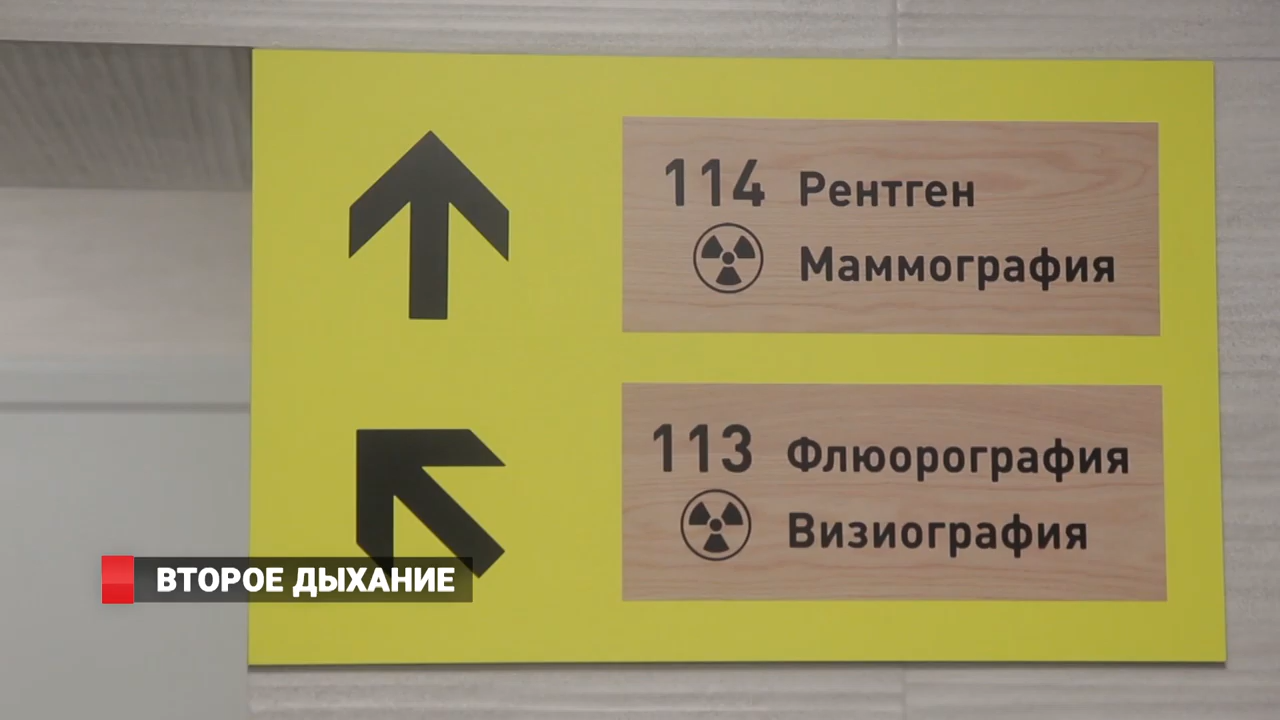 114 Рентген
Маммография
113 Флюорография
Визиография
ВТОРОЕ ДЫХАНИЕ